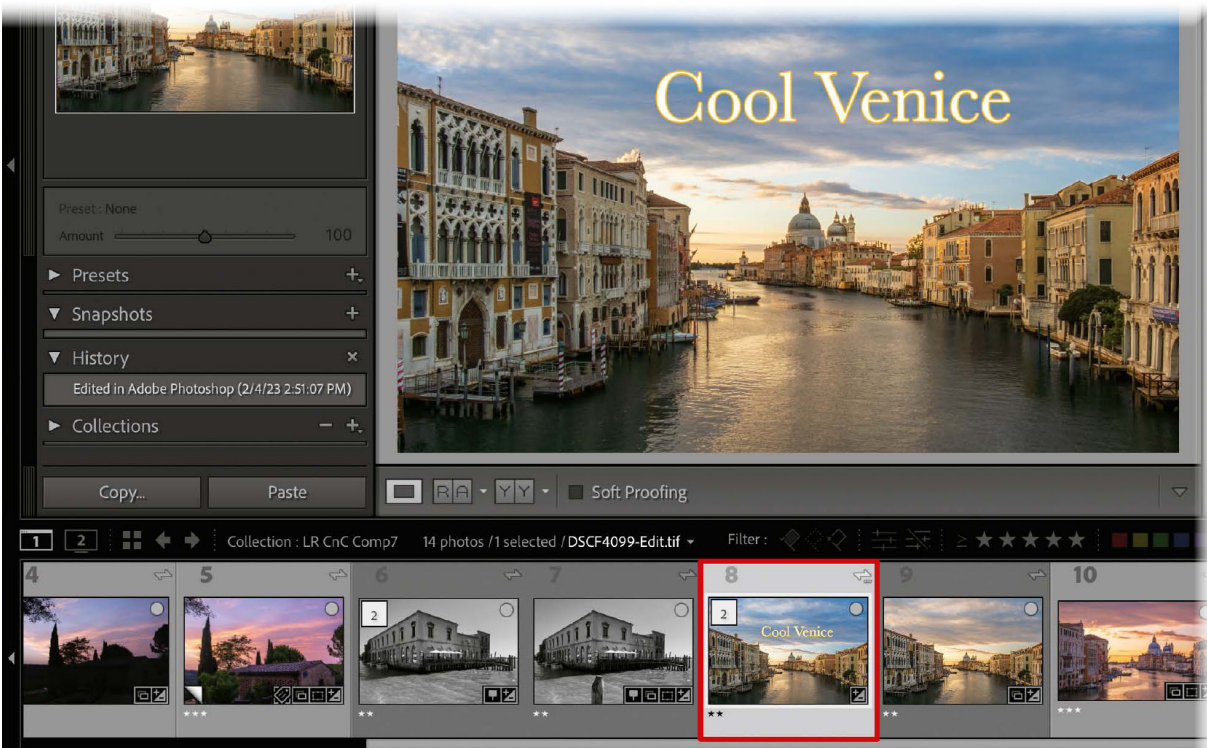 Cool Venice
Preset : None
Amount 100
Presets
Snapshots
History
Edited in Adobe Photoshop (2/4/23 2:51:07 PM)
Collections
Copy... Paste
R A Y Y Soft Proofing
1 2 Collection : LR CnC Comp7 14 photos / 1 selected / DSCF4099-Edit.tif Filter :
4 5 6 7 8 9 10
2 2
Cool Venice